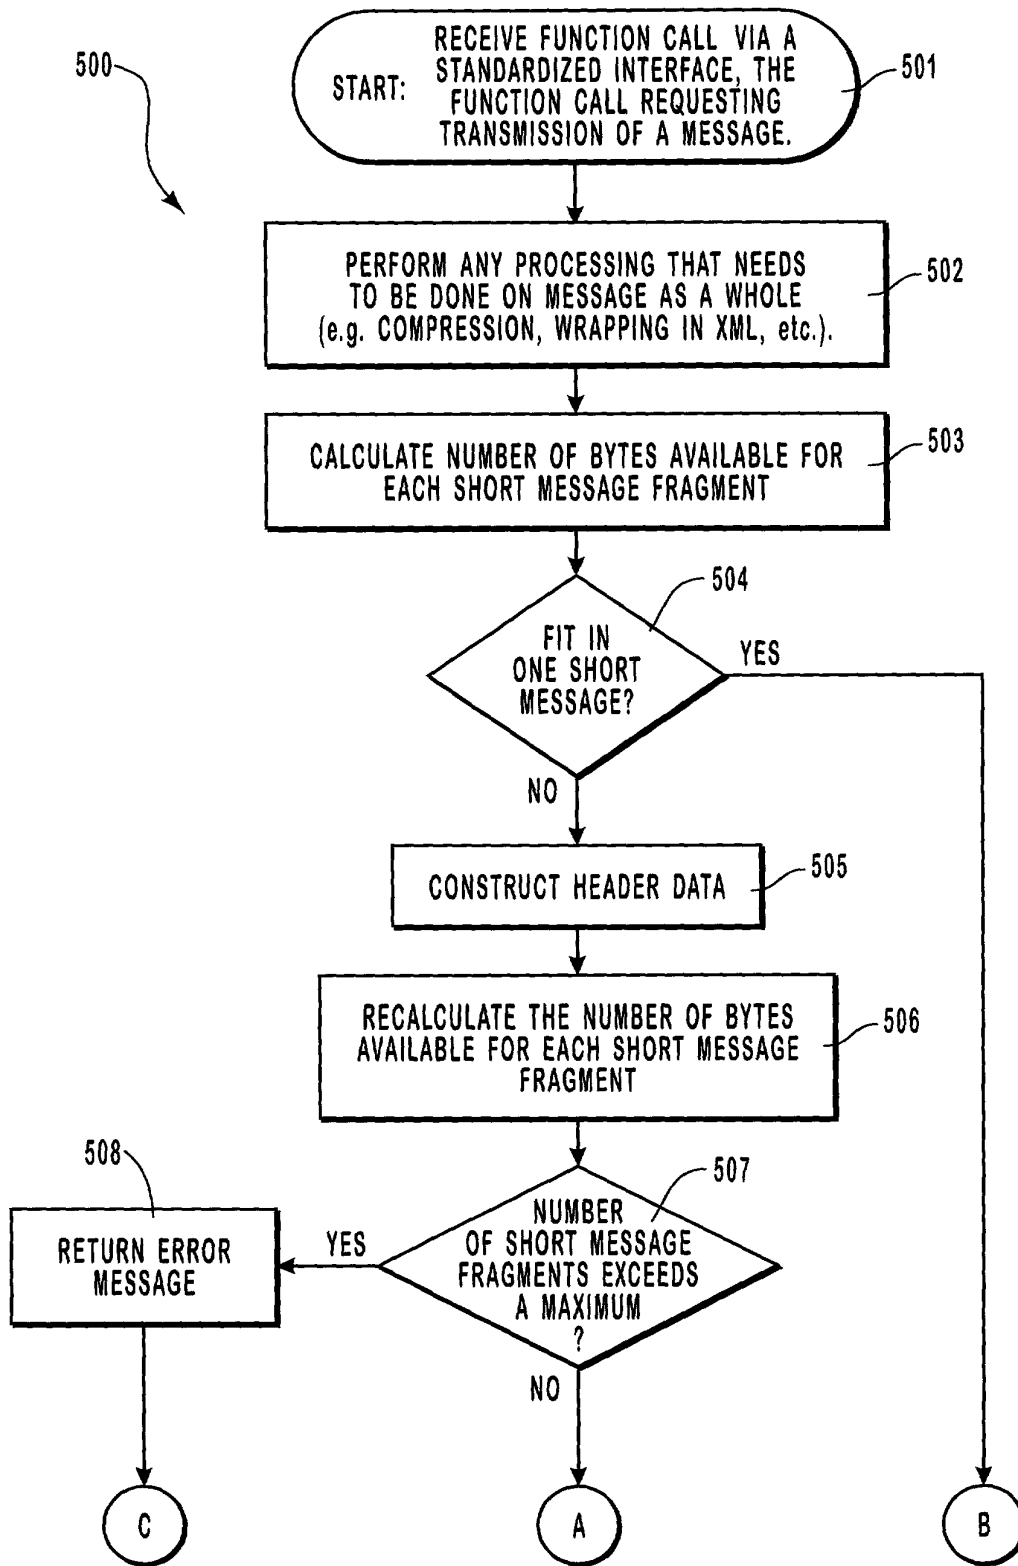 500
START:
RECEIVE FUNCTION CALL VIA A
STANDARDIZED INTERFACE, THE
FUNCTION CALL REQUESTING
TRANSMISSION OF A MESSAGE.
501
PERFORM ANY PROCESSING THAT NEEDS
TO BE DONE ON MESSAGE AS A WHOLE
(e.g. COMPRESSION, WRAPPING IN XML, etc.).
502
CALCULATE NUMBER OF BYTES AVAILABLE FOR
EACH SHORT MESSAGE FRAGMENT
503
504
FIT IN
ONE SHORT
MESSAGE?
YES
NO
CONSTRUCT HEADER DATA
505
RECALCULATE THE NUMBER OF BYTES
AVAILABLE FOR EACH SHORT MESSAGE
FRAGMENT
506
507
NUMBER
OF SHORT MESSAGE
FRAGMENTS EXCEEDS
A MAXIMUM
?
YES
508
RETURN ERROR
MESSAGE
NO
C
A
B